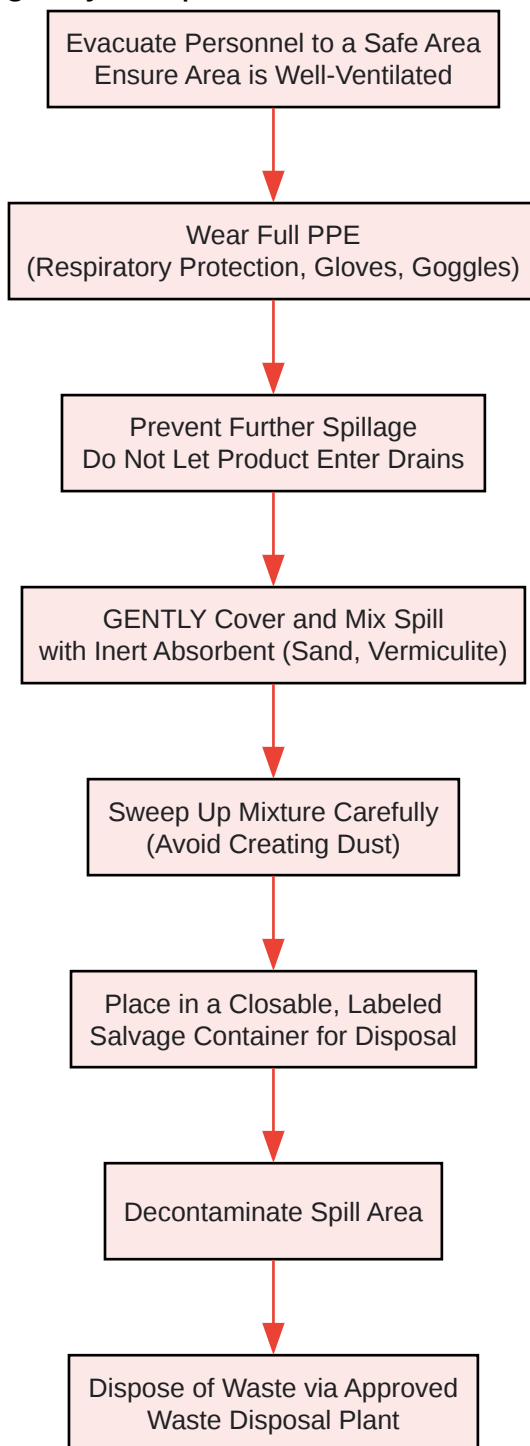 Evacuate Personnel to a Safe Area
Ensure Area is Well-Ventilated
Wear Full PPE
(Respiratory Protection, Gloves, Goggles)
Prevent Further Spillage
Do Not Let Product Enter Drains
GENTLY Cover and Mix Spill
with Inert Absorbent (Sand, Vermiculite)
Sweep Up Mixture Carefully
(Avoid Creating Dust)
Place in a Closable, Labeled
Salvage Container for Disposal
Decontaminate Spill Area
Dispose of Waste via Approved
Waste Disposal Plant